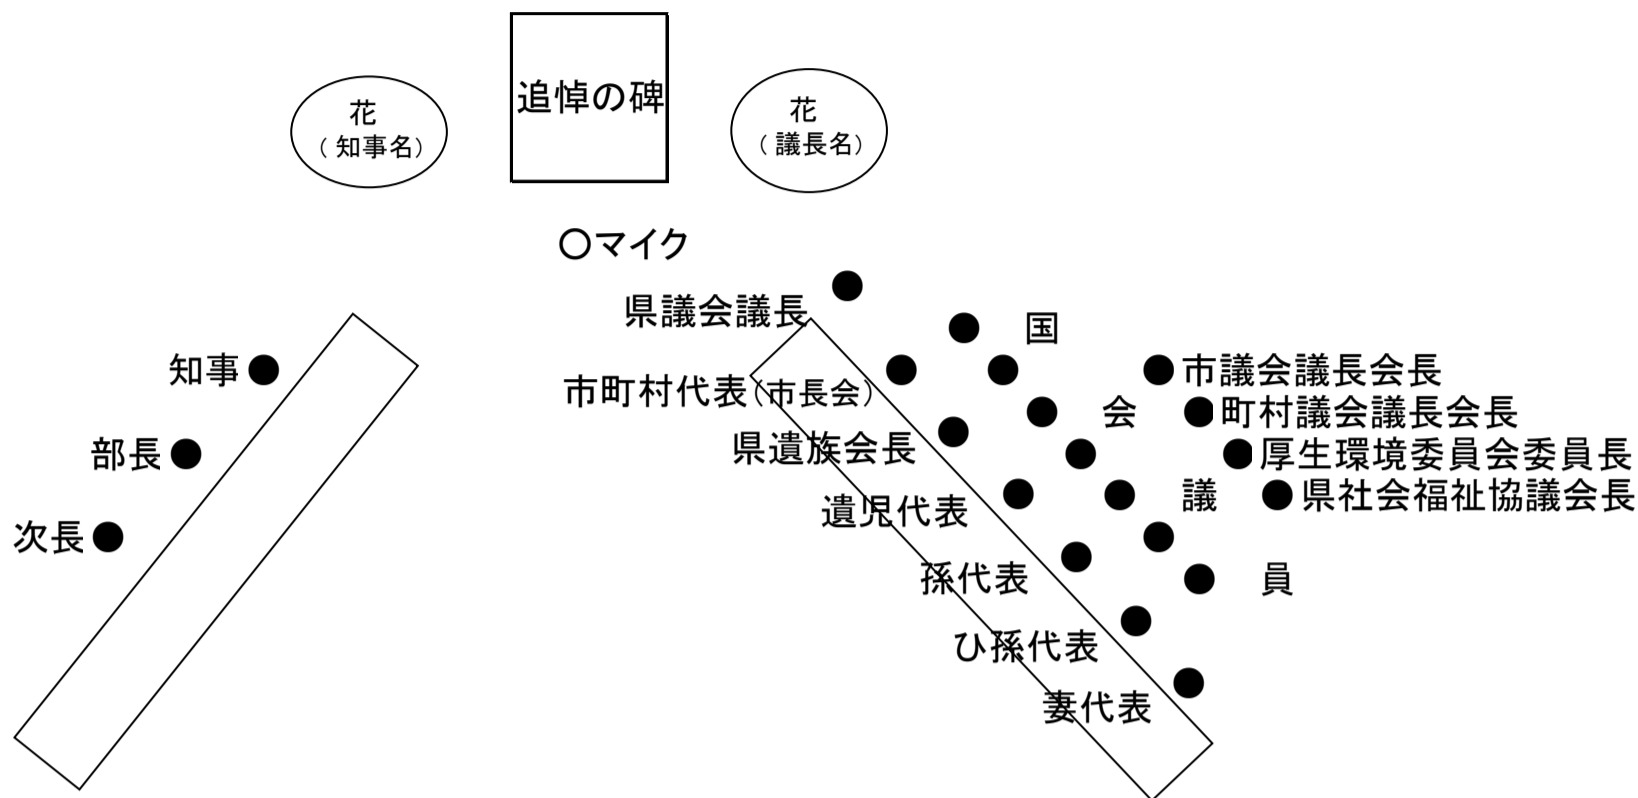 追悼の碑
花
（知事名）
花
（議長名）
〇マイク
県議会議長
国
知事
市議会議長会長
市町村代表（市長会）
会
町村議会議長会長
県遺族会長
部長
厚生環境委員会委員長
議
県社会福祉協議会長
遺児代表
次長
孫代表
員
ひ孫代表
妻代表